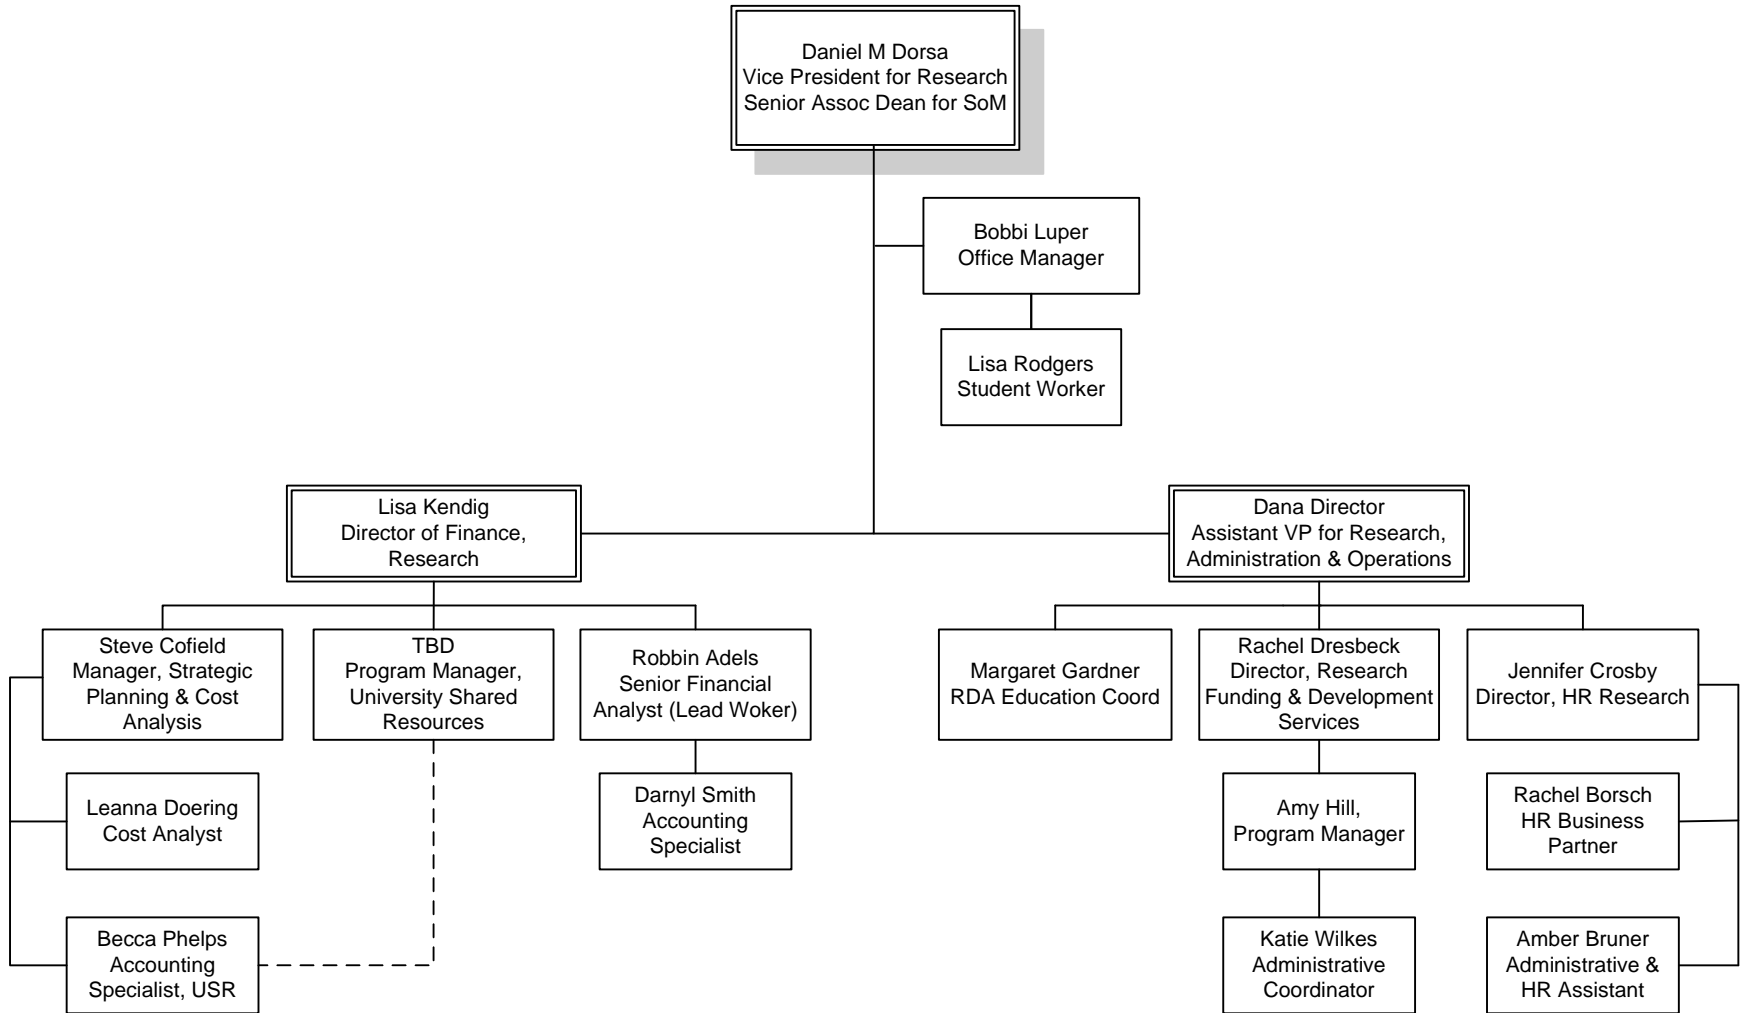 Daniel M Dorsa
Vice President for Research
Senior Assoc Dean for SoM
Bobbi Luper
Office Manager
Lisa Rodgers
Student Worker
Lisa Kendig
Director of Finance,
Research
Dana Director
Assistant VP for Research,
Administration & Operations
Steve Cofield
Manager, Strategic
Planning & Cost
Analysis
TBD
Program Manager,
University Shared
Resources
Robbin Adels
Senior Financial
Analyst (Lead Woker)
Margaret Gardner
RDA Education Coord
Rachel Dresbeck
Director, Research
Funding & Development
Services
Jennifer Crosby
Director, HR Research
Leanna Doering
Cost Analyst
Darnyl Smith
Accounting
Specialist
Amy Hill,
Program Manager
Rachel Borsch
HR Business
Partner
Becca Phelps
Accounting
Specialist, USR
Katie Wilkes
Administrative
Coordinator
Amber Bruner
Administrative &
HR Assistant